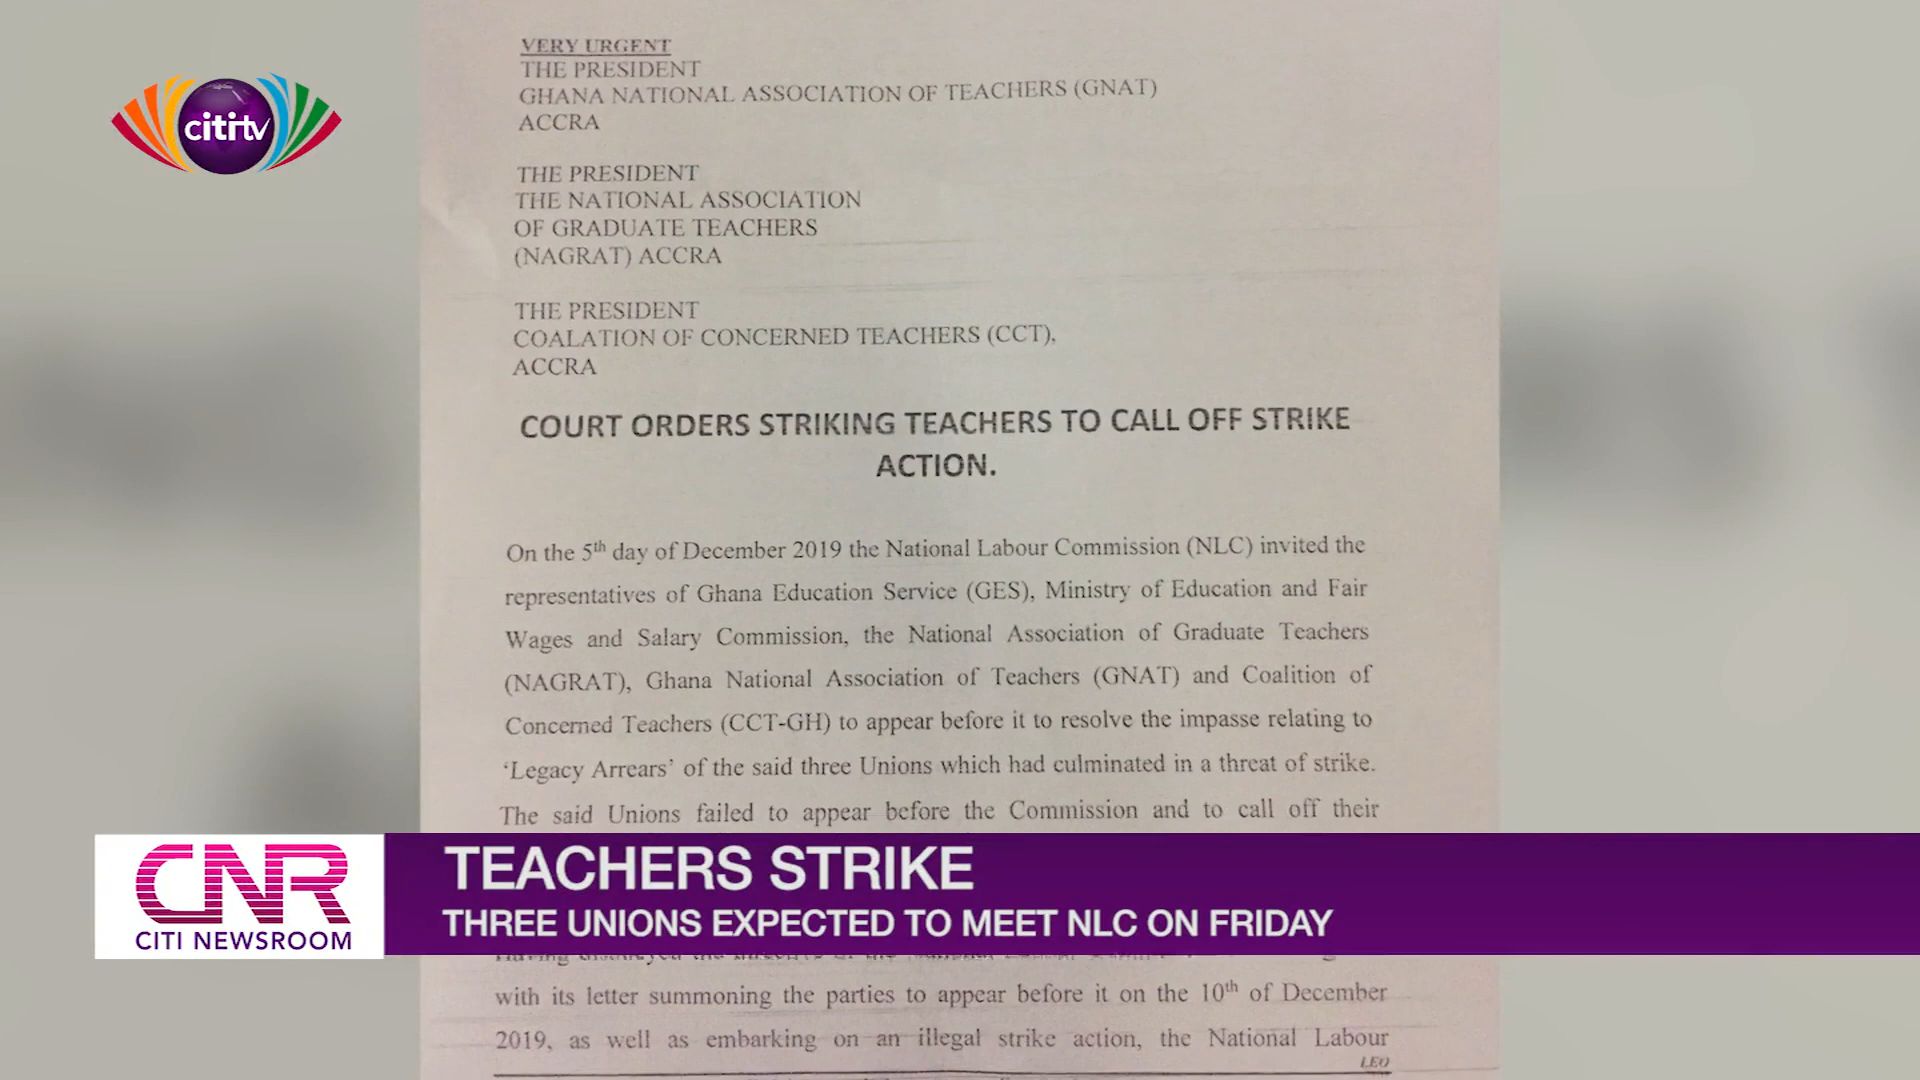 citi tv
VERY URGENT
THE PRESIDENT
GHANA NATIONAL ASSOCIATION OF TEACHERS (GNAT)
ACCRA
THE PRESIDENT
THE NATIONAL ASSOCIATION
OF GRADUATE TEACHERS
(NAGRAT) ACCRA
THE PRESIDENT
COALATION OF CONCERNED TEACHERS (CCT),
ACCRA
COURT ORDERS STRIKING TEACHERS TO CALL OFF STRIKE
ACTION.
On the 5th day of December 2019 the National Labour Commission (NLC) invited the
representatives of Ghana Education Service (GES), Ministry of Education and Fair
Wages and Salary Commission, the National Association of Graduate Teachers
(NAGRAT), Ghana National Association of Teachers (GNAT) and Coalition of
Concerned Teachers (CCT-GH) to appear before it to resolve the impasse relating to
‘Legacy Arrears’ of the said three Unions which had culminated in a threat of strike.
The said Unions failed to appear before the Commission and to call off their
CNR
CITI NEWSROOM
TEACHERS STRIKE
THREE UNIONS EXPECTED TO MEET NLC ON FRIDAY
with its letter summoning the parties to appear before it on the 10th of December
2019, as well as embarking on an illegal strike action, the National Labour
LEO